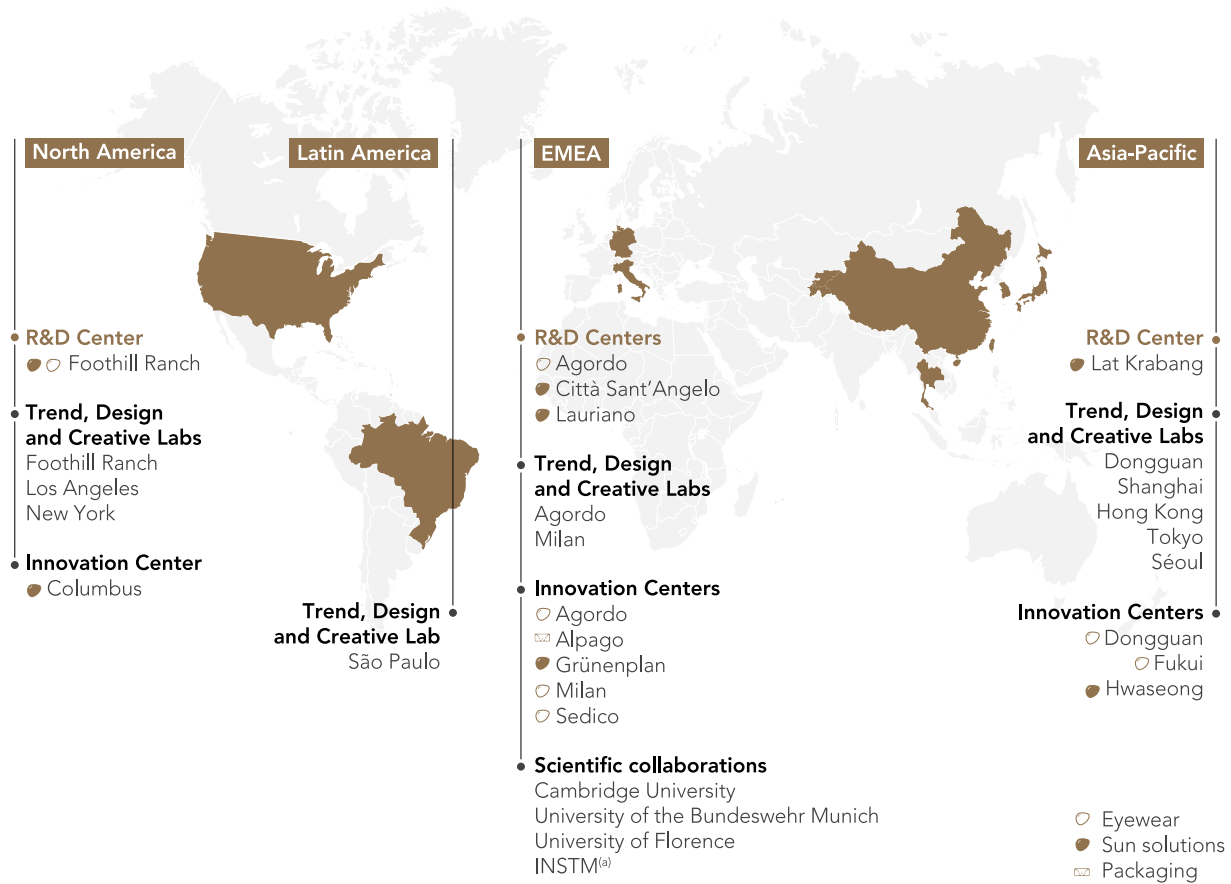 North America
R&D Center
Foothill Ranch
Trend, Design
and Creative Labs
Foothill Ranch
Los Angeles
New York
Innovation Center
Columbus
Latin America
Trend, Design
and Creative Lab
São Paulo
EMEA
R&D Centers
Agordo
Città Sant'Angelo
Lauriano
Trend, Design
and Creative Labs
Agordo
Milan
Innovation Centers
Agordo
Alpago
Grünenplan
Milan
Sedico
Scientific collaborations
Cambridge University
University of the Bundeswehr Munich
University of Florence
INSTM(a)
Asia-Pacific
R&D Center
Lat Krabang
Trend, Design
and Creative Labs
Dongguan
Shanghai
Hong Kong
Tokyo
Séoul
Innovation Centers
Dongguan
Fukui
Hwaseong
Eyewear
Sun solutions
Packaging